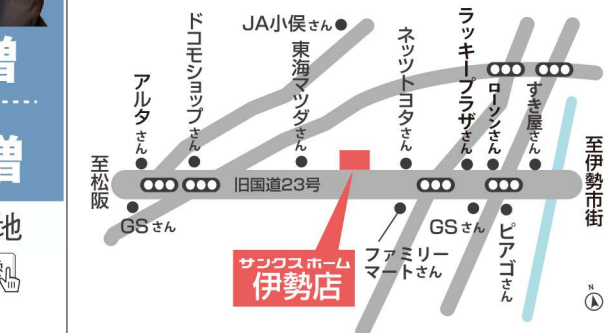 増
増
地
JA小俣さん
ドコモショップさん
アルタさん
東海マツダさん
ネッツトヨタさん
ラッキープラザさん
ローソンさん
すき屋さん
至松阪
旧国道23号
至伊勢市街
GSさん
サンクスホーム
伊勢店
ファミリー
マートさん
GSさん
ピアゴさん
N